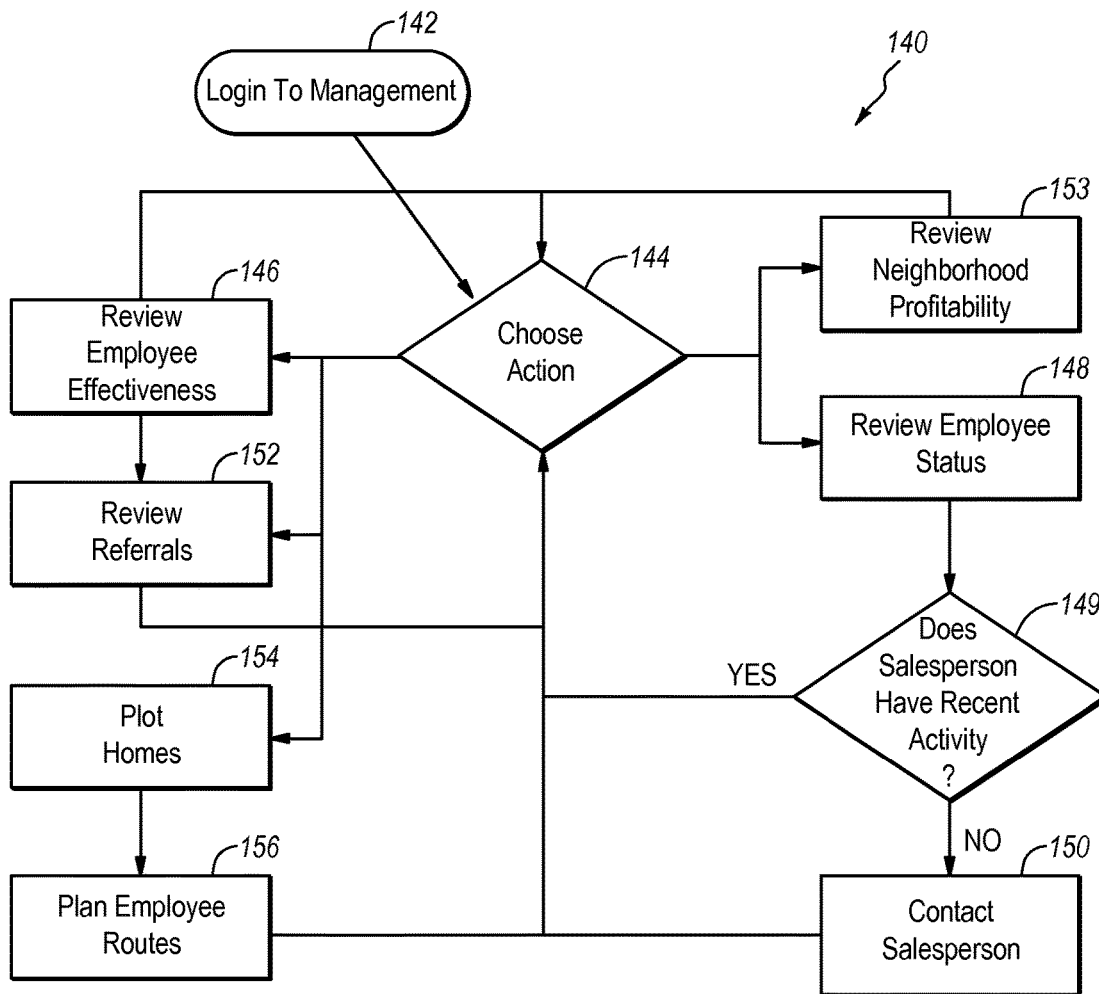 142
Login To Management
140
153
Review
Neighborhood
Profitability
144
Choose
Action
146
Review
Employee
Effectiveness
148
Review Employee
Status
152
Review
Referrals
149
Does
Salesperson
Have Recent
Activity
?
YES
NO
154
Plot
Homes
156
Plan Employee
Routes
150
Contact
Salesperson